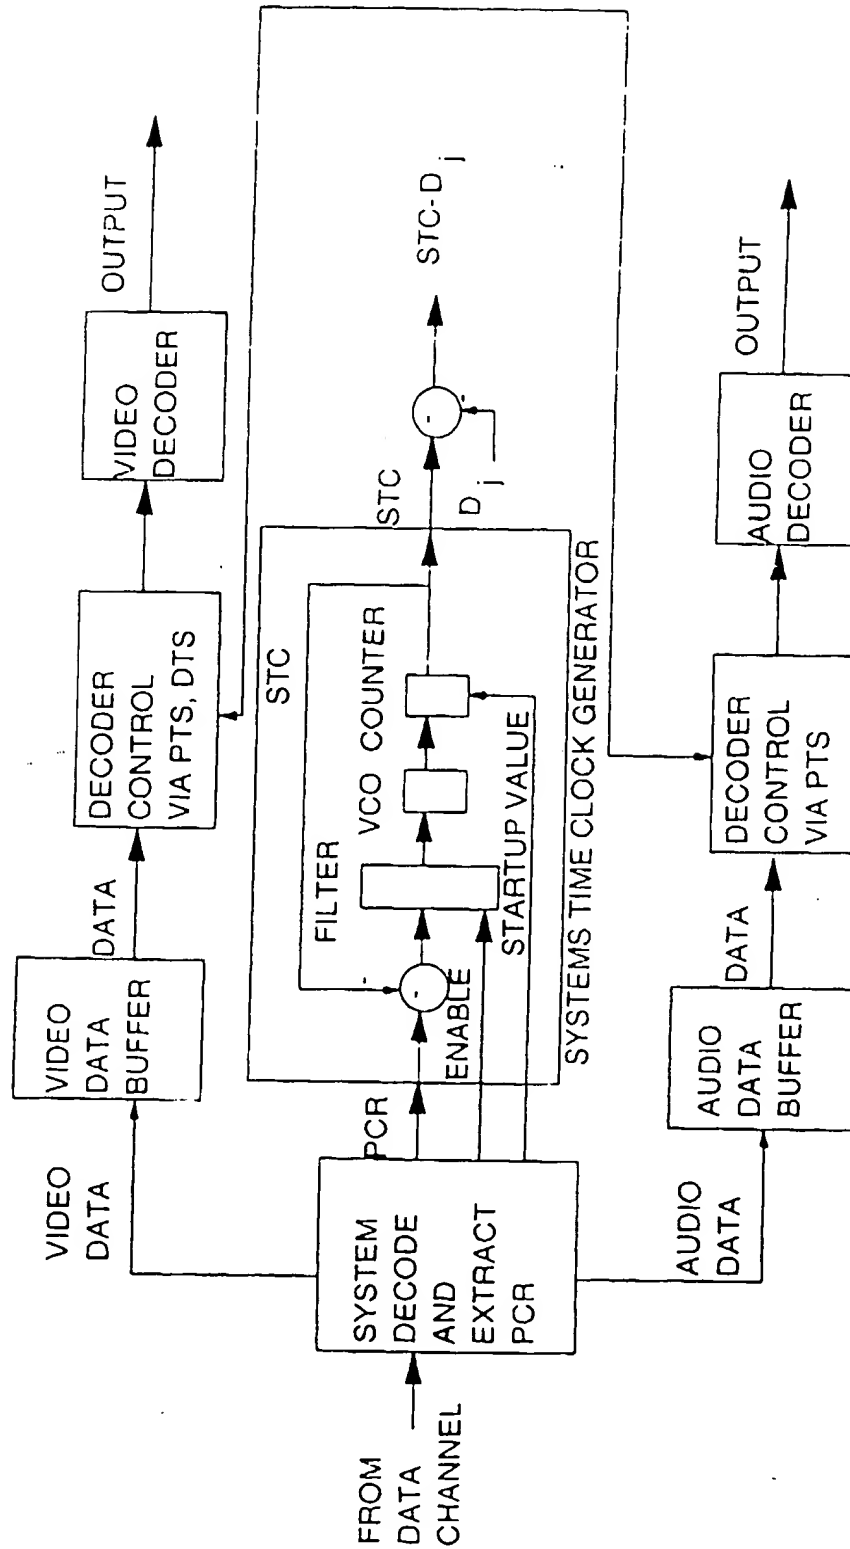 FROM
DATA
CHANNEL
SYSTEM
DECODE
AND
EXTRACT
PCR
VIDEO
DATA
VIDEO
DATA
BUFFER
DATA
DECODER
CONTROL
VIA PTS, DTS
VIDEO
DECODER
OUTPUT
PCR
ENABLE
FILTER
VCO
COUNTER
STC
STARTUP VALUE
SYSTEMS TIME CLOCK GENERATOR
STC
D j
STC-D j
AUDIO
DATA
AUDIO
DATA
BUFFER
DATA
DECODER
CONTROL
VIA PTS
AUDIO
DECODER
OUTPUT